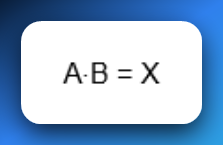 A·B = X